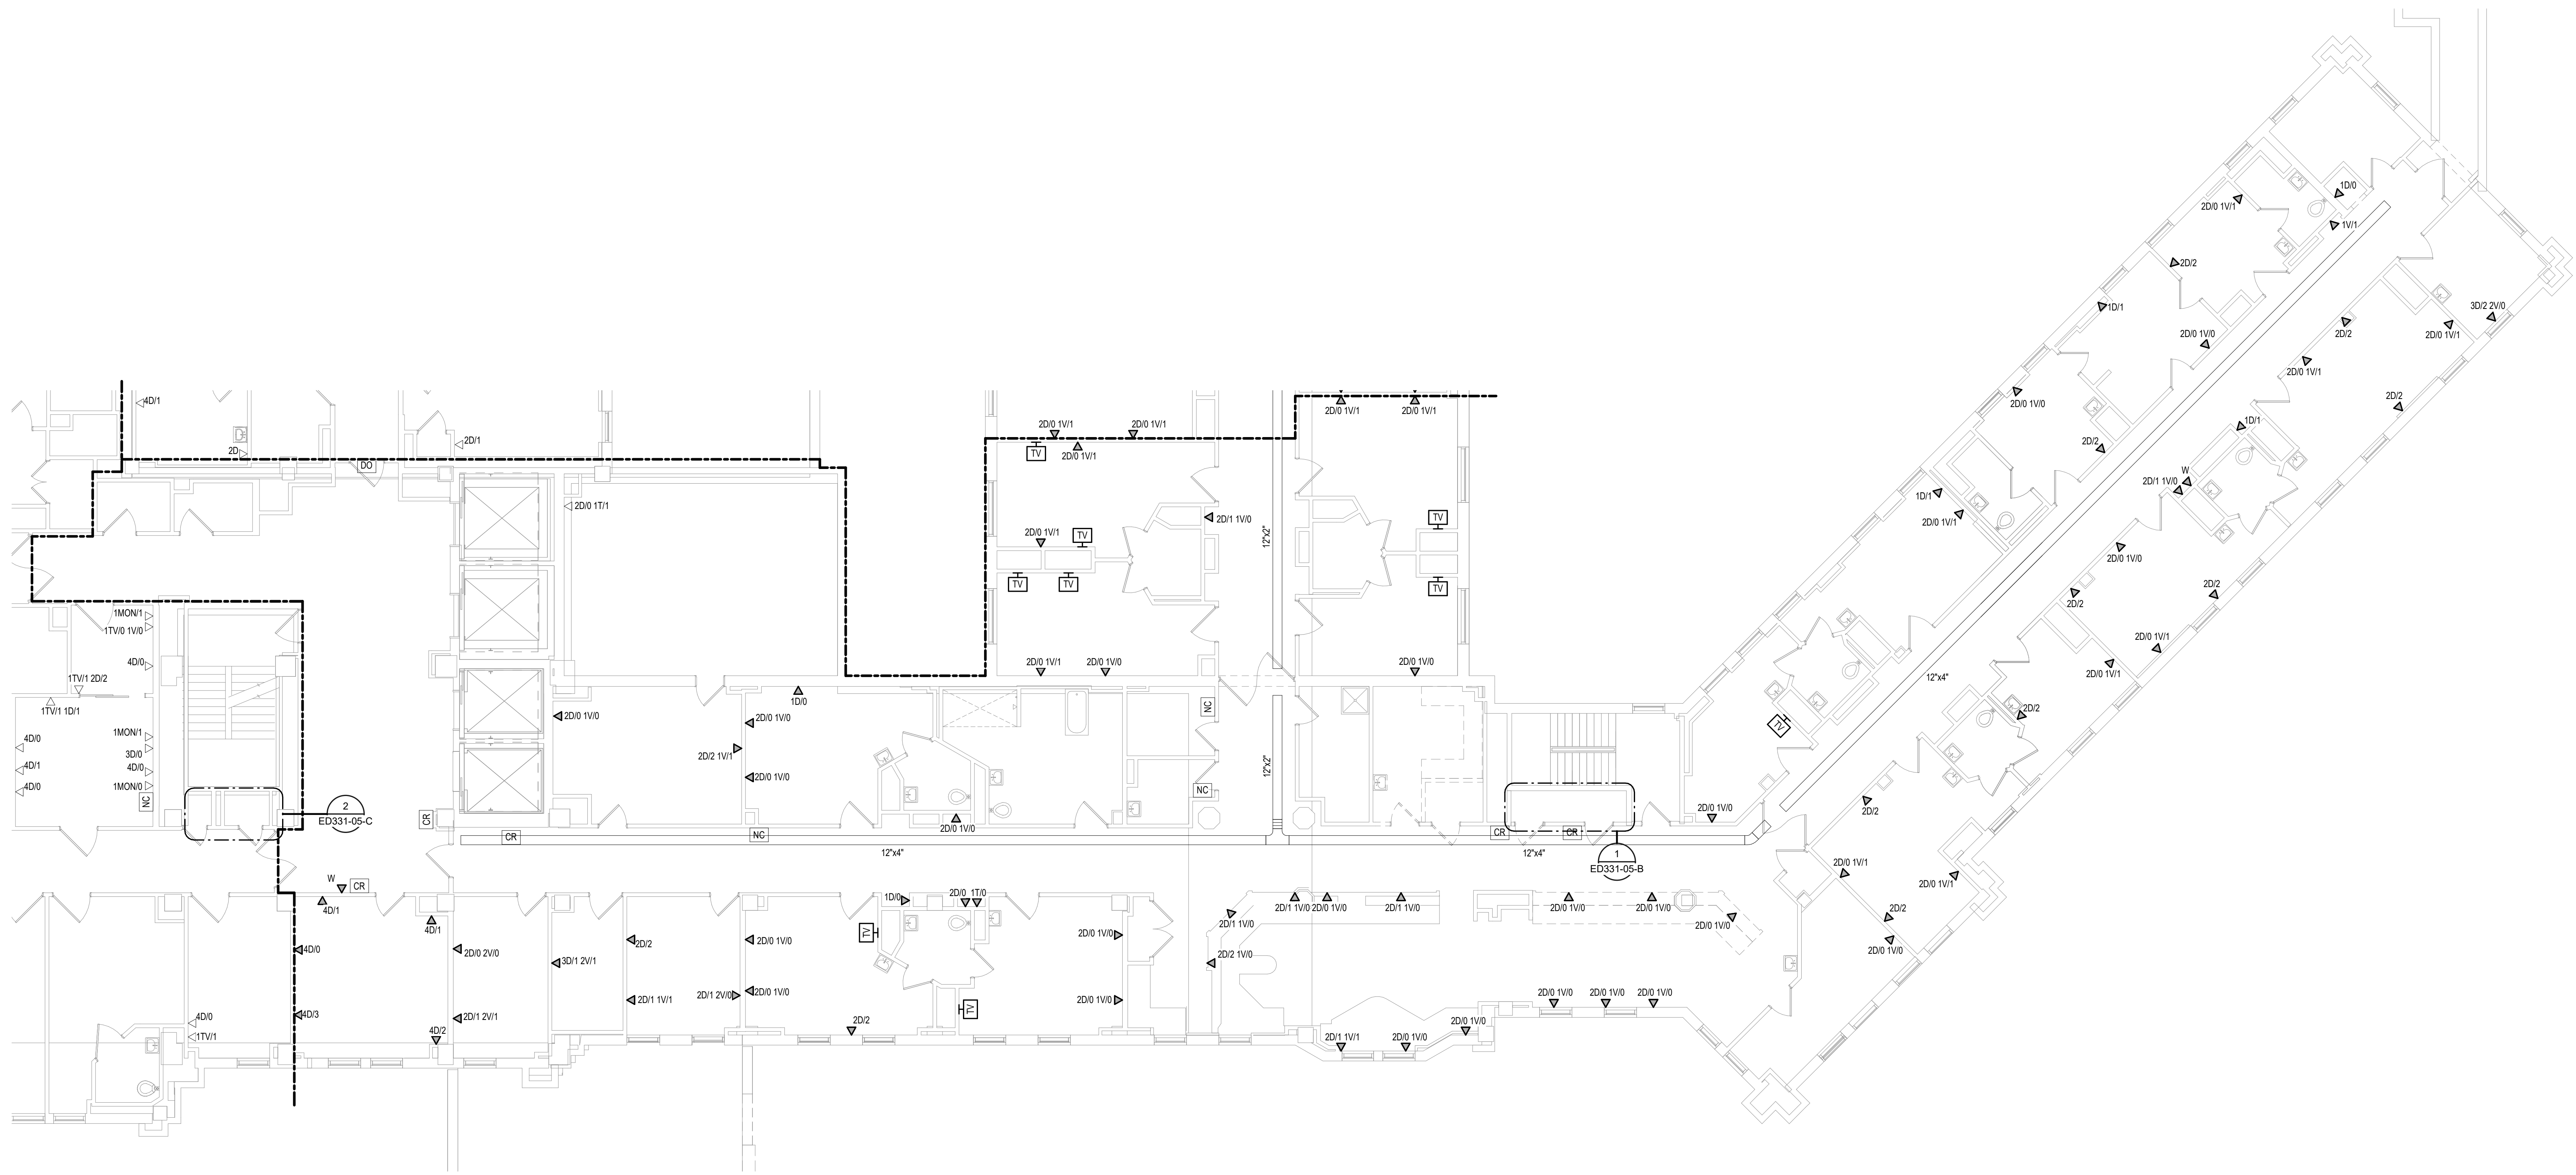 1D/0
2D/0 1V/1
1V/1
2D/2
1D/1
3D/2 2V/0
2D/0 1V/0
2D/2
2D/0 1V/1
2D/0 1V/1
2D/0 1V/0
2D/2
4D/1
2D/0 1V/1
2D/0 1V/1
2D/0 1V/1
2D/0 1V/1
1D/1
2D/1
2D/2
2D
TV
2D/0 1V/1
DO
W
2D/1 1V/0
1D/1
2D/0 1T/1
2D/0 1V/1
2D/1 1V/0
TV
12"x2"
2D/0 1V/1
TV
2D/0 1V/0
TV
TV
TV
2D/2
2D/2
1MON/1
1TV/0 1V/0
2D/0 1V/1
4D/0
2D/0 1V/1
2D/0 1V/0
2D/0 1V/0
2D/0 1V/1
1TV/1 2D/2
12"x4"
1D/0
1TV/1 1D/1
NC
2D/2
2D/0 1V/0
2D/0 1V/0
TV
1MON/1
4D/0
3D/0
2D/2 1V/1
4D/1
4D/0
2D/0 1V/0
12"x2"
1MON/0
4D/0
NC
NC
2D/2
2
ED331-05-C
CR
2D/0 1V/0
2D/0 1V/0
CR
NC
CR
CR
12"x4"
12"x4"
1
ED331-05-B
2D/0 1V/1
2D/0 1V/1
W
CR
4D/1
1D/0
2D/0
1T/0
2D/1 1V/0
2D/0 1V/0
2D/1 1V/0
2D/0 1V/0
2D/0 1V/0
2D/2
4D/1
2D/1 1V/0
2D/0 1V/0
TV
2D/0 1V/0
2D/2
2D/0 1V/0
2D/0 1V/0
4D/0
2D/0 2V/0
3D/1 2V/1
2D/2 1V/0
2D/0 1V/0
2D/1 2V/0
2D/1 1V/1
2D/0 1V/0
2D/0 1V/0
2D/0 1V/0
2D/0 1V/0
TV
4D/0
4D/3
2D/1 2V/1
4D/2
2D/2
2D/0 1V/0
1TV/1
2D/1 1V/1
2D/0 1V/0